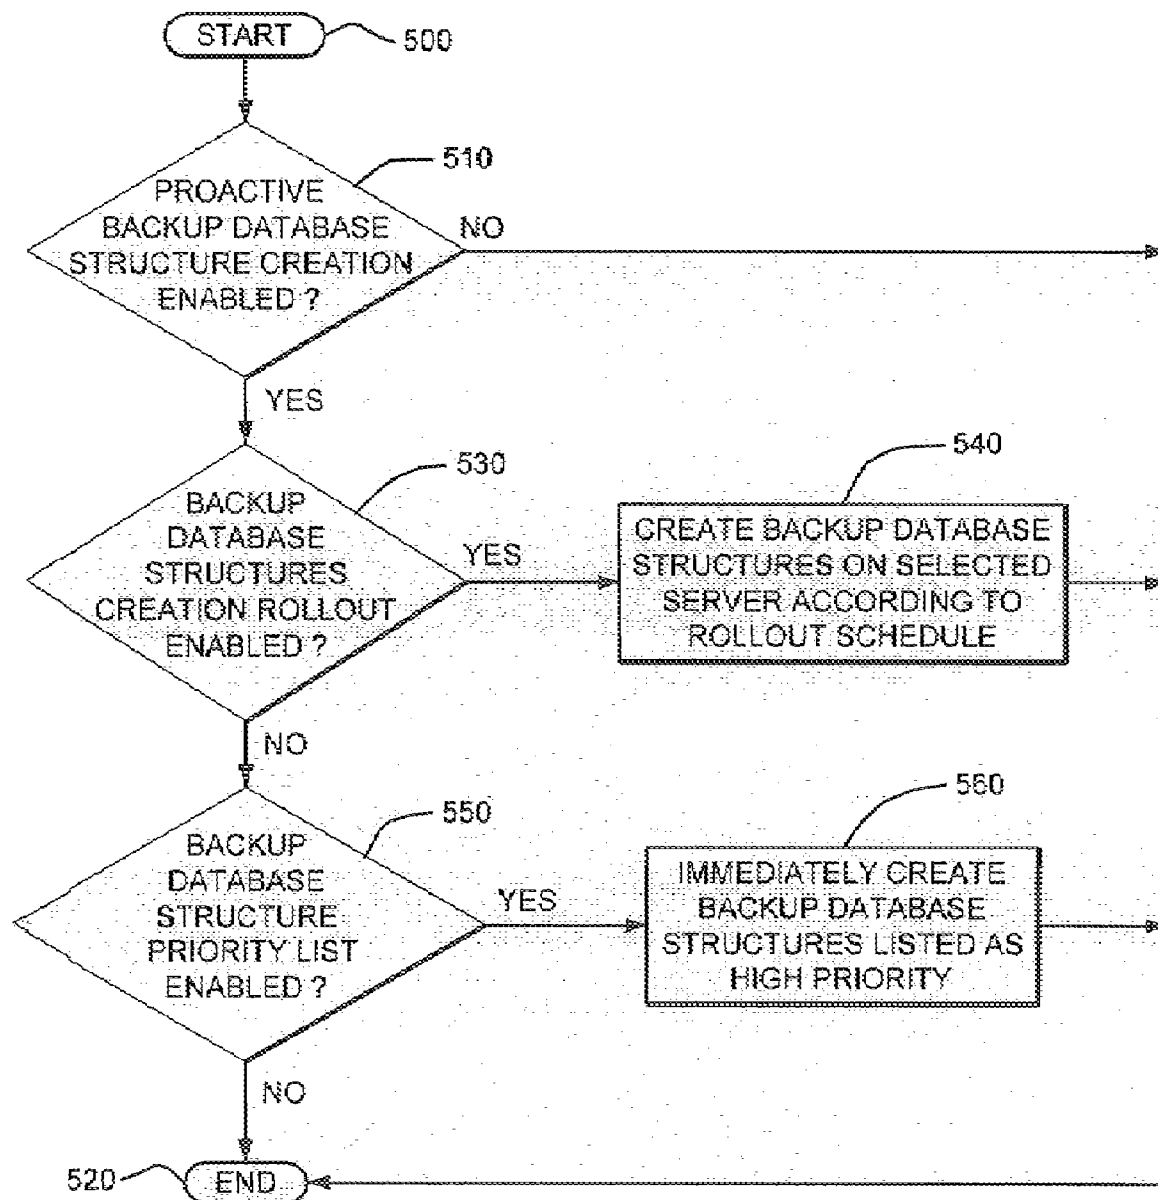 START
500
510
PROACTIVE
BACKUP DATABASE
STRUCTURE CREATION
ENABLED ?
NO
YES
530
BACKUP
DATABASE
STRUCTURES
CREATION ROLLOUT
ENABLED ?
YES
540
CREATE BACKUP DATABASE
STRUCTURES ON SELECTED
SERVER ACCORDING TO
ROLLOUT SCHEDULE
NO
550
BACKUP
DATABASE
STRUCTURE
PRIORITY LIST
ENABLED ?
YES
560
IMMEDIATELY CREATE
BACKUP DATABASE
STRUCTURES LISTED AS
HIGH PRIORITY
NO
520
END